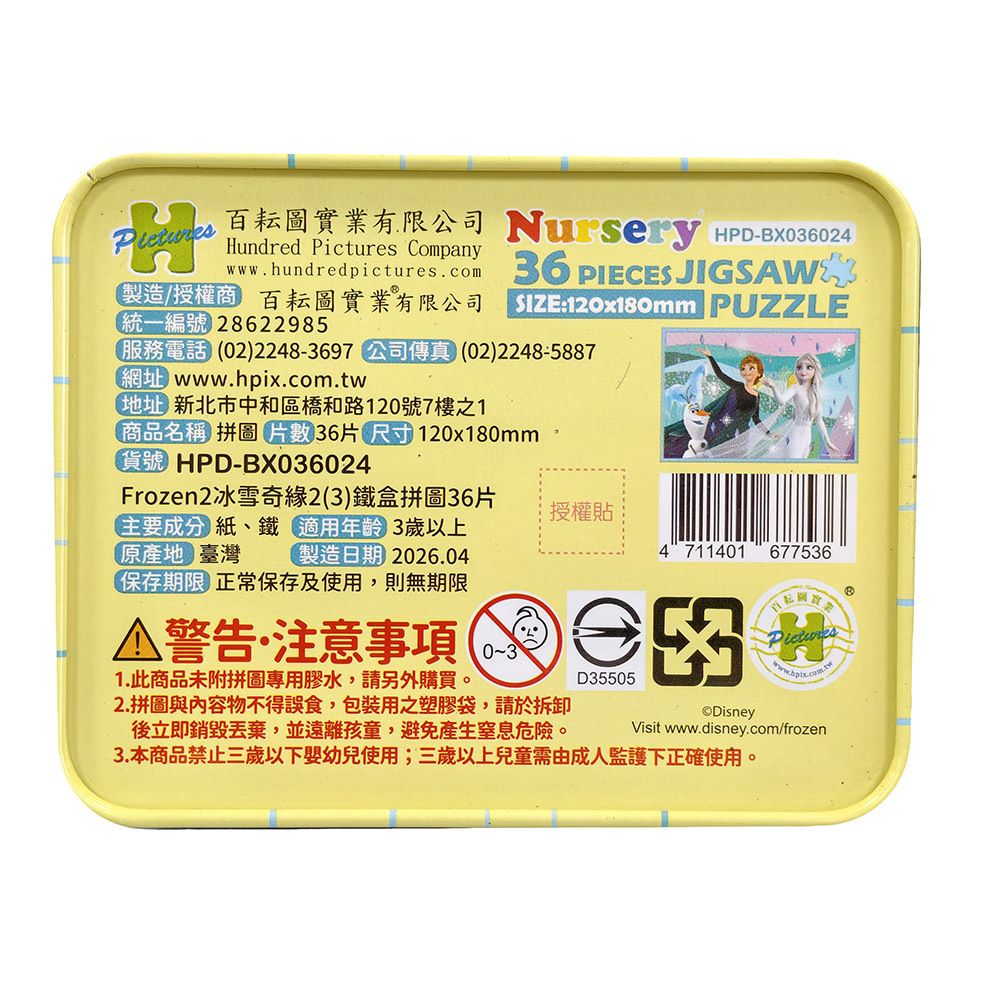 Pictures
百耘圖實業有限公司
Hundred Pictures Company
www.hundredpictures.com
Nursery HPD-BX036024
36 PIECES JIGSAW
SIZE:120x180mm PUZZLE
製造/授權商 百耘圖實業®有限公司
統一編號 28622985
服務電話 (02)2248-3697 公司傳真 (02)2248-5887
網址 www.hpix.com.tw
地址 新北市中和區橋和路120號7樓之1
商品名稱 拼圖 片數 36片 尺寸 120x180mm
貨號 HPD-BX036024
Frozen2冰雪奇緣2(3)鐵盒拼圖36片
主要成分 紙、鐵 適用年齡 3歲以上
原產地 臺灣 製造日期 2026.04
保存期限 正常保存及使用，則無期限
授權貼
4 711401 677536
警告·注意事項
1.此商品未附拼圖專用膠水，請另外購買。
2.拼圖與內容物不得誤食，包裝用之塑膠袋，請於拆卸
後立即銷毀丟棄，並遠離孩童，避免產生窒息危險。
3.本商品禁止三歲以下嬰幼兒使用；三歲以上兒童需由成人監護下正確使用。
0~3
D35505
百耘圖實業 ®
Pictures
www.hpix.com.tw
©Disney
Visit www.disney.com/frozen